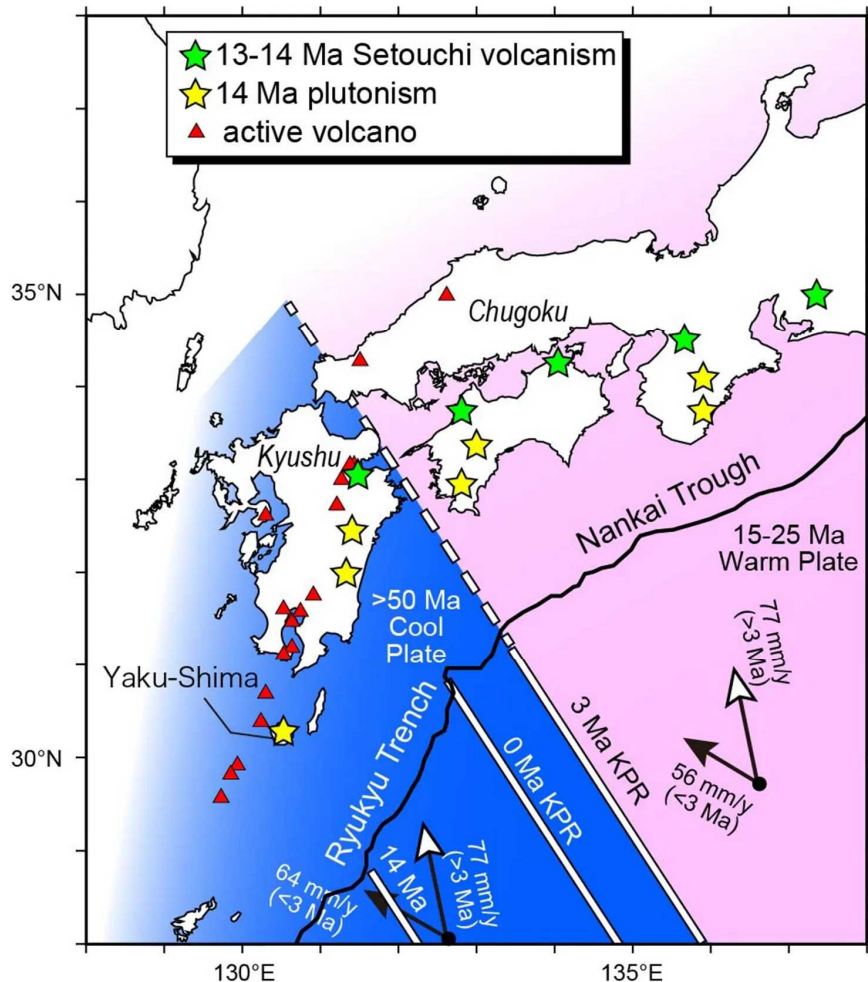 13-14 Ma Setouchi volcanism
14 Ma plutonism
active volcano
35°N
Chugoku
Kyushu
Nankai Trough
15-25 Ma
Warm Plate
>50 Ma
Cool
Plate
Yaku-Shima
77 mm/y
(>3 Ma)
30°N
Ryukyu Trench
0 Ma KPR
3 Ma KPR
56 mm/y
(<3 Ma)
14 Ma
77 mm/y
(>3 Ma)
64 mm/y
(<3 Ma)
130°E
135°E